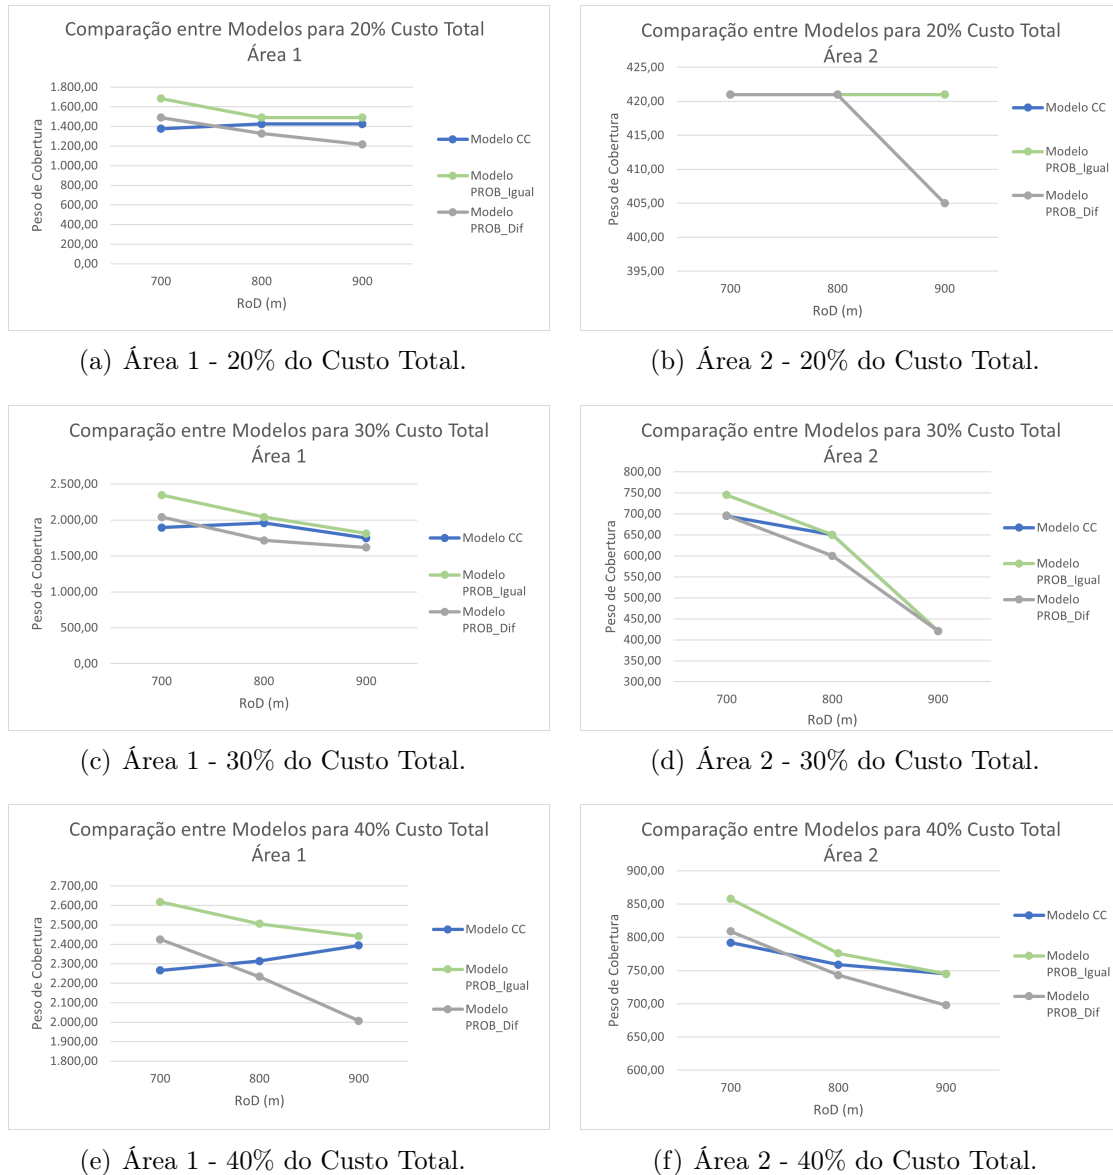 Comparação entre Modelos para 20% Custo Total
Área 1
Peso de Cobertura
1.800,00
1.600,00
1.400,00
1.200,00
1.000,00
800,00
600,00
400,00
200,00
0,00
700
800
900
RoD (m)
Modelo CC
Modelo
PROB_Igual
Modelo
PROB_Dif
(a) Área 1 - 20% do Custo Total.
Comparação entre Modelos para 20% Custo Total
Área 2
Peso de Cobertura
425,00
420,00
415,00
410,00
405,00
400,00
395,00
700
800
900
RoD (m)
Modelo CC
Modelo
PROB_Igual
Modelo
PROB_Dif
(b) Área 2 - 20% do Custo Total.
Comparação entre Modelos para 30% Custo Total
Área 1
Peso de Cobertura
2.500,00
2.000,00
1.500,00
1.000,00
500,00
0,00
700
800
900
RoD (m)
Modelo CC
Modelo
PROB_Igual
Modelo
PROB_Dif
(c) Área 1 - 30% do Custo Total.
Comparação entre Modelos para 30% Custo Total
Área 2
Peso de Cobertura
800,00
750,00
700,00
650,00
600,00
550,00
500,00
450,00
400,00
350,00
300,00
700
800
900
RoD (m)
Modelo CC
Modelo
PROB_Igual
Modelo
PROB_Dif
(d) Área 2 - 30% do Custo Total.
Comparação entre Modelos para 40% Custo Total
Área 1
Peso de Cobertura
2.700,00
2.600,00
2.500,00
2.400,00
2.300,00
2.200,00
2.100,00
2.000,00
1.900,00
1.800,00
700
800
900
RoD (m)
Modelo CC
Modelo
PROB_Igual
Modelo
PROB_Dif
(e) Área 1 - 40% do Custo Total.
Comparação entre Modelos para 40% Custo Total
Área 2
Peso de Cobertura
900,00
850,00
800,00
750,00
700,00
650,00
600,00
700
800
900
RoD (m)
Modelo CC
Modelo
PROB_Igual
Modelo
PROB_Dif
(f) Área 2 - 40% do Custo Total.